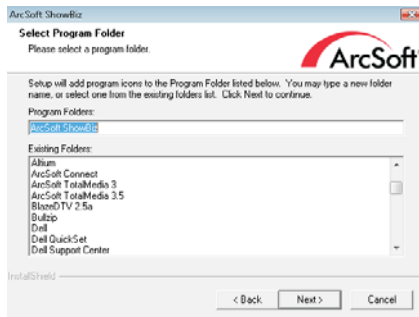 ArcSoft ShowBiz
Select Program Folder
Please select a program folder.
ArcSoft
Setup will add program icons to the Program Folder listed below. You may type a new folder
name, or select one from the existing folders list. Click Next to continue.
Program Folders:
ArcSoft ShowBiz
Existing Folders:
Altium
ArcSoft Connect
ArcSoft TotalMedia 3
ArcSoft TotalMedia 3.5
BlazeDTV 2.5a
Bullzip
Dell
Dell QuickSet
Dell Support Center
InstallShield
< Back
Next >
Cancel